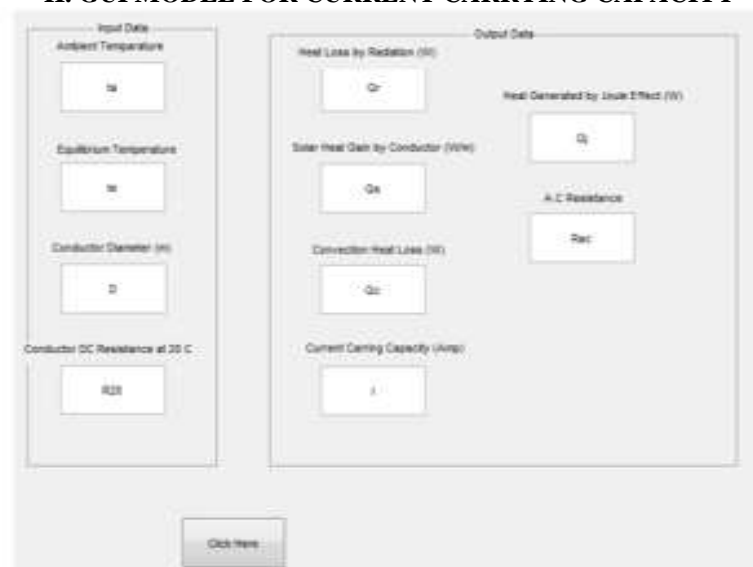 II. GUI MODEL FOR CURRENT CARRYING CAPACITY
Input Data
Ambient Temperature
ta
Equilibrium Temperature
te
Conductor Diameter (m)
D
Conductor DC Resistance at 20 C
R20
Output Data
Heat Loss by Radiation (W)
Qr
Solar Heat Gain by Conductor (W/m)
Qs
Convection Heat Loss (W)
Qc
Current Carring Capacity (Amp)
I
Heat Generated by Joule Effect (W)
Qj
A.C Resistance
Rac
Click Here